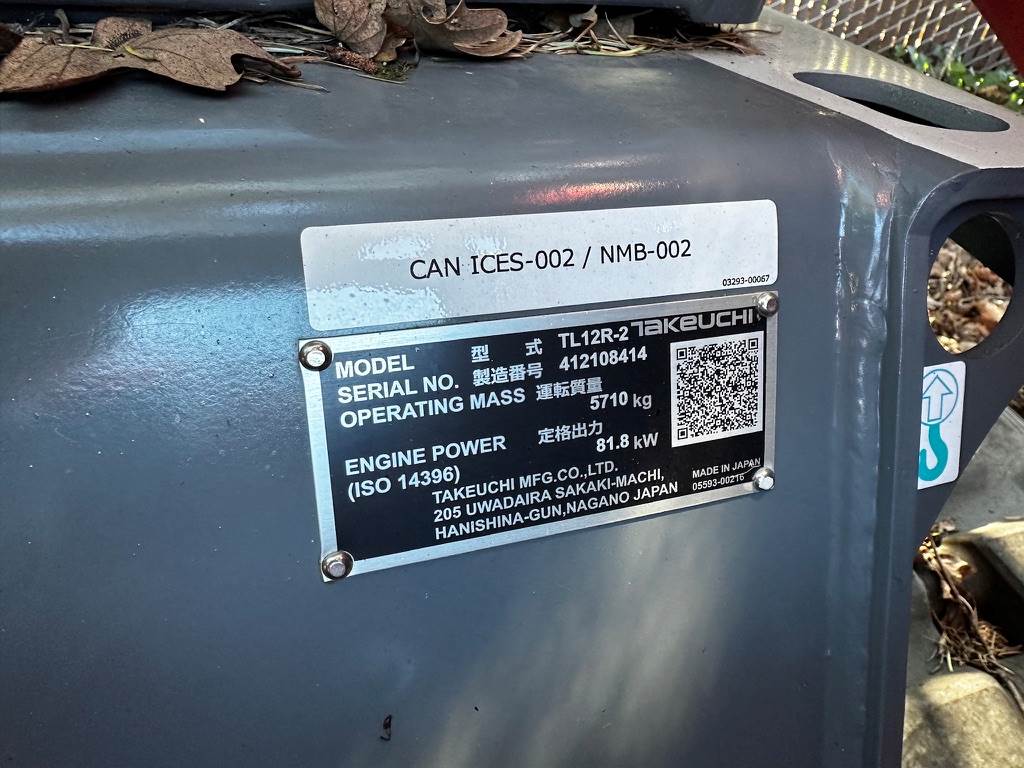 CAN ICES-002 / NMB-002
03293-00067
TAKEUCHI
MODEL 型 式 TL12R-2
SERIAL NO. 製造番号 412108414
OPERATING MASS 運転質量
5710 kg
ENGINE POWER 定格出力
(ISO 14396) 81.8 kW
TAKEUCHI MFG.CO.,LTD.
205 UWADAIRA SAKAKI-MACHI,
HANISHINA-GUN,NAGANO JAPAN
MADE IN JAPAN
05593-00216